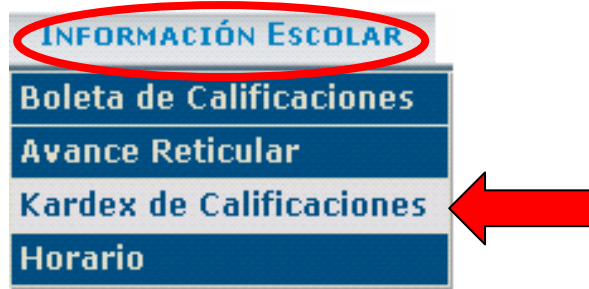 INFORMACIÓN ESCOLAR
Boleta de Calificaciones
Avance Reticular
Kardex de Calificaciones
Horario